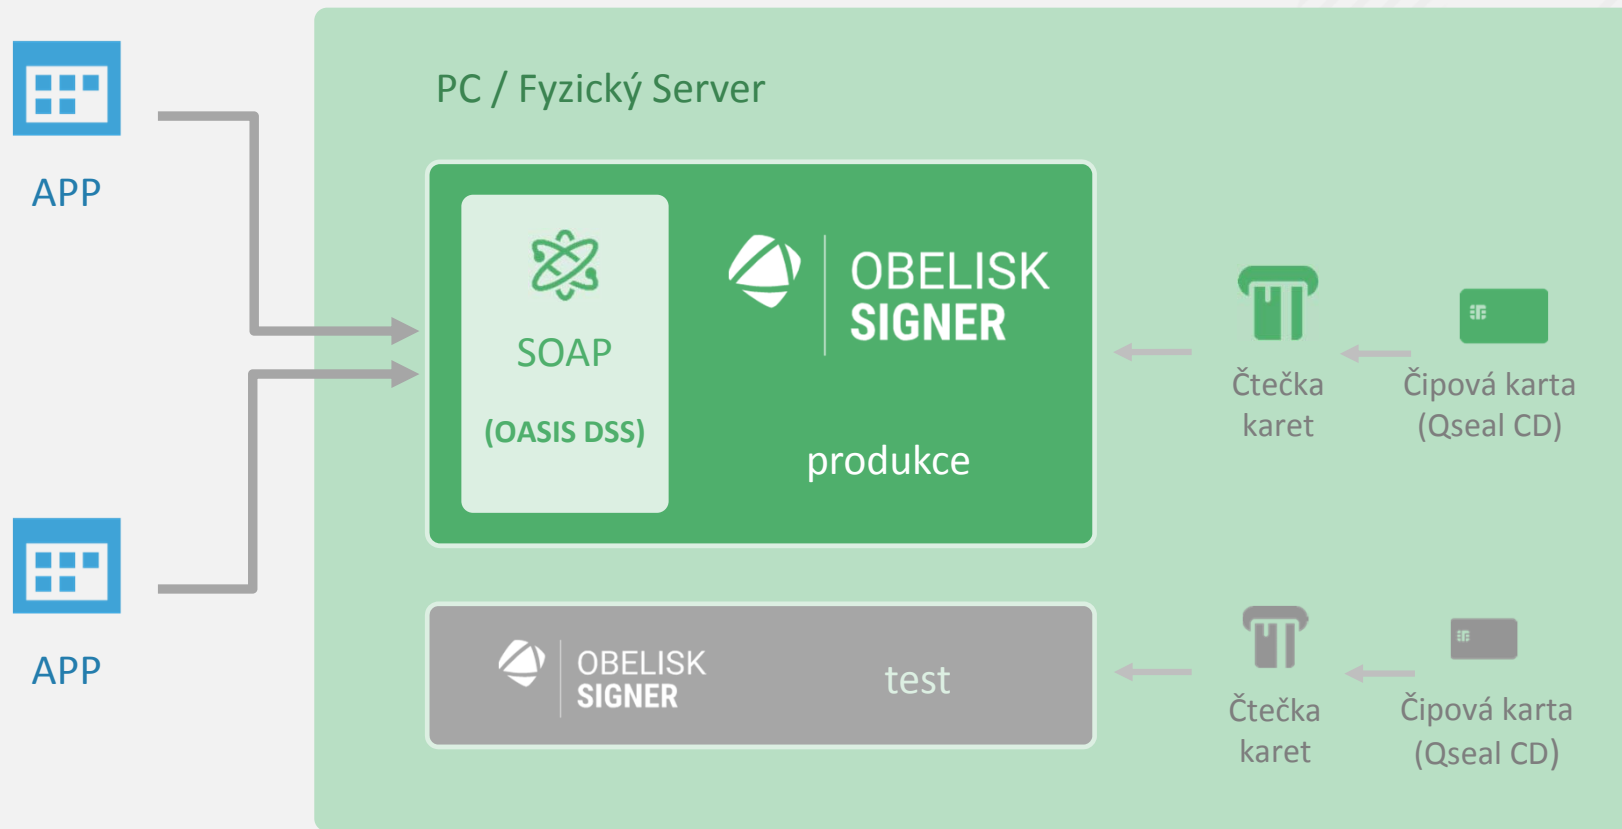 PC / Fyzický Server
APP
SOAP
(OASIS DSS)
OBELISK
SIGNER
produkce
Čtečka
karet
Čipová karta
(Qseal CD)
APP
OBELISK
SIGNER
test
Čtečka
karet
Čipová karta
(Qseal CD)